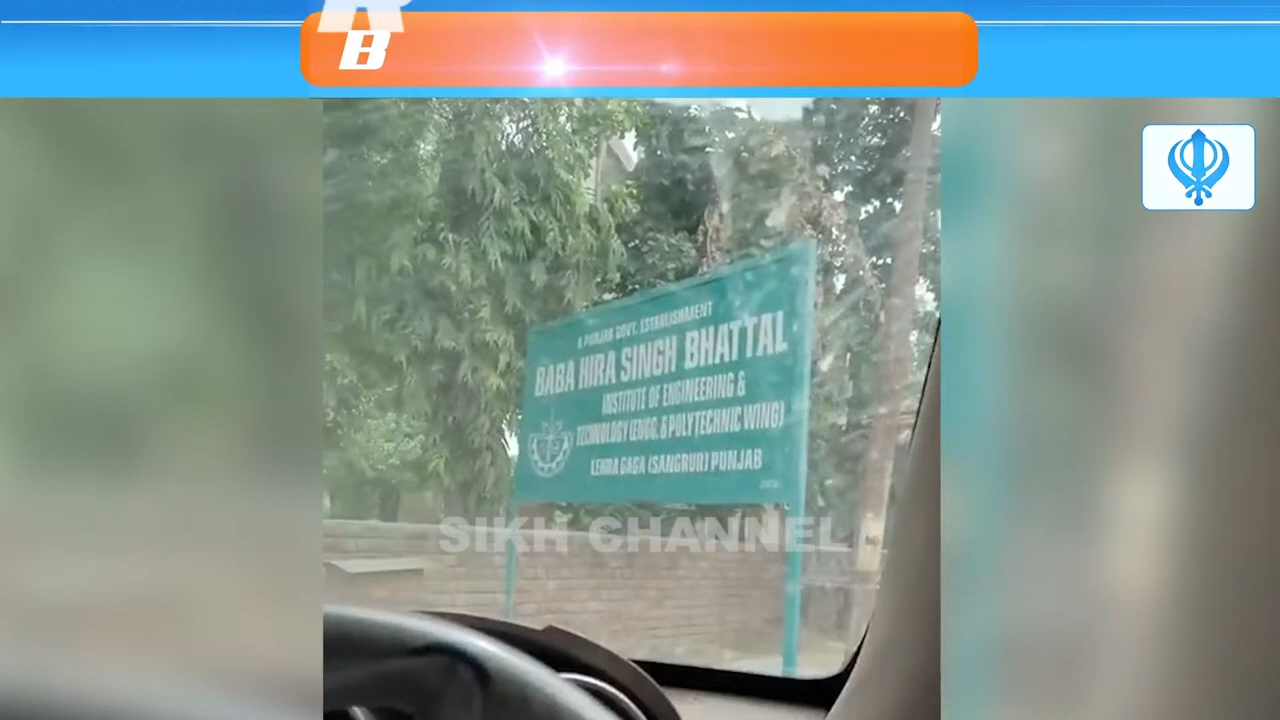 B
A PUNJAB GOVT. ESTABLISHMENT
BABA HIRA SINGH BHATTAL
INSTITUTE OF ENGINEERING &
TECHNOLOGY (ENGG. & POLYTECHNIC WING)
LEHRA GAGA (SANGRUR) PUNJAB
SIKH CHANNEL